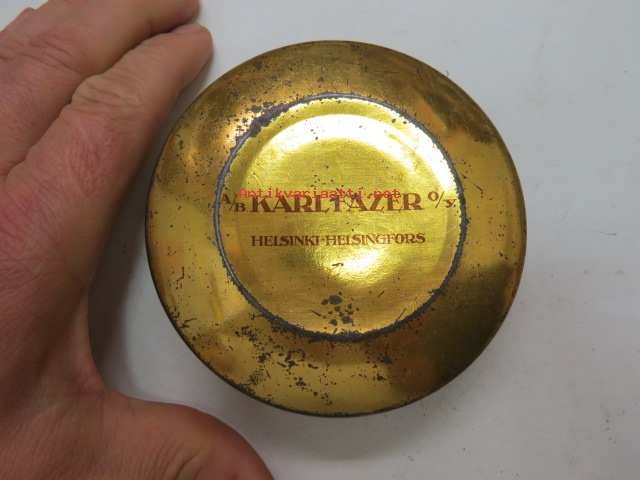 Antikvariaatti.net
A/B KARL FAZER O/Y.
HELSINKI-HELSINGFORS